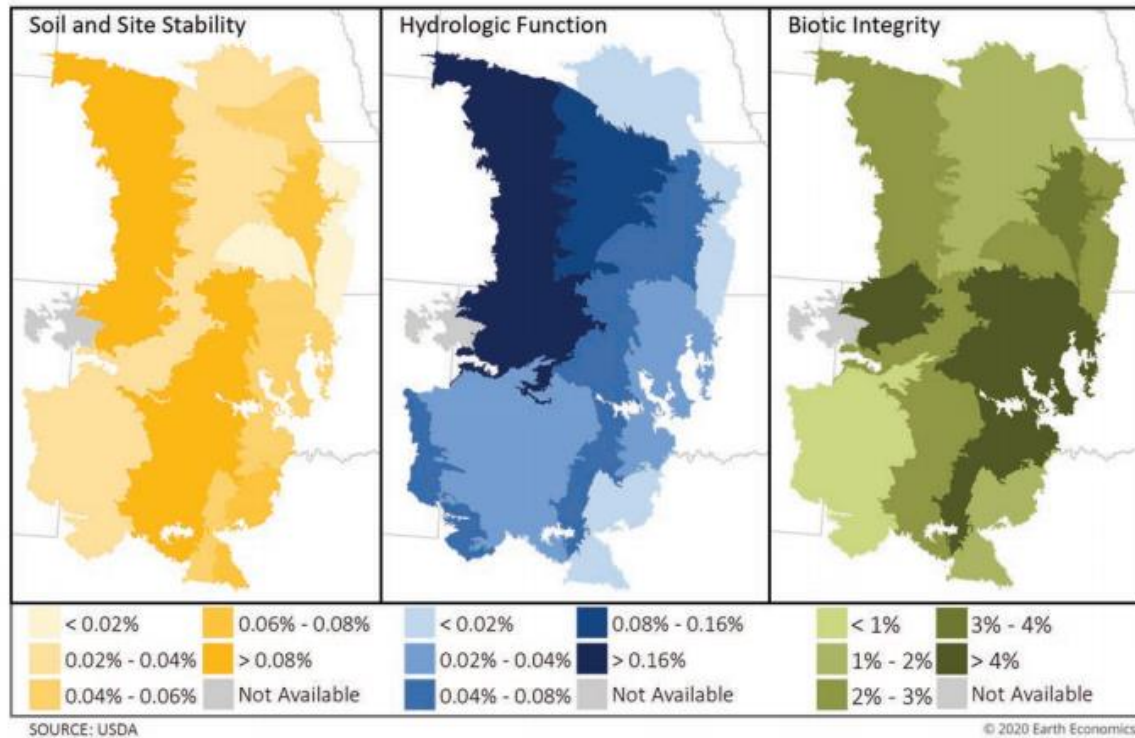 Soil and Site Stability
Hydrologic Function
Biotic Integrity
< 0.02%
0.02% - 0.04%
0.04% - 0.06%
0.06% - 0.08%
> 0.08%
Not Available
< 0.02%
0.02% - 0.04%
0.04% - 0.08%
0.08% - 0.16%
> 0.16%
Not Available
< 1%
1% - 2%
2% - 3%
3% - 4%
> 4%
Not Available
SOURCE: USDA
© 2020 Earth Economics